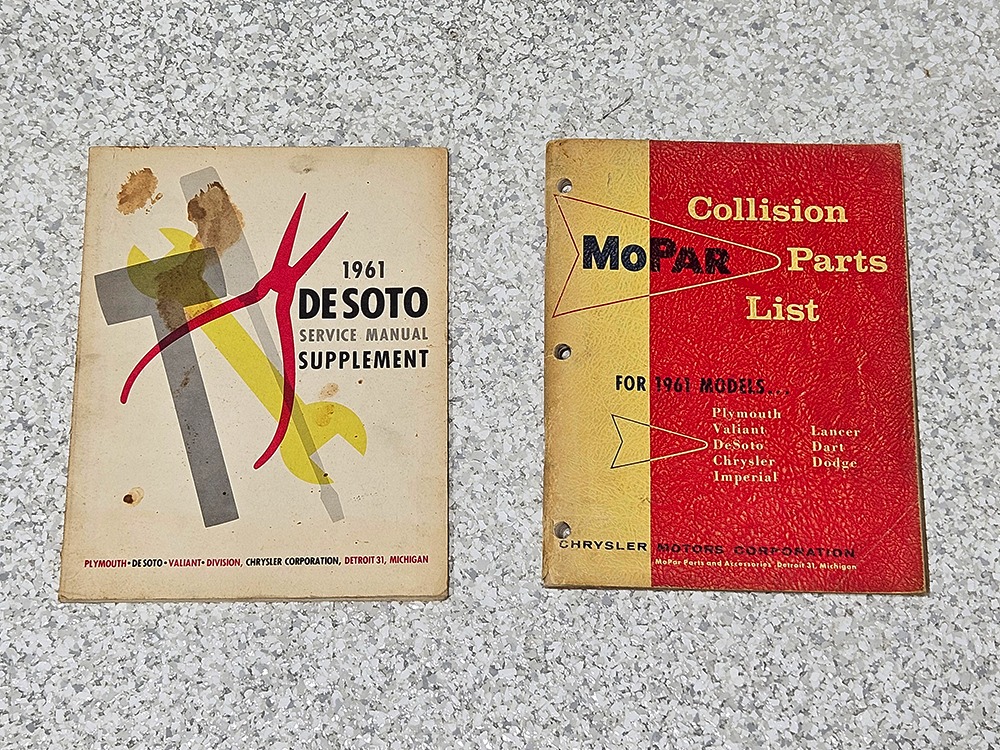 1961
DE SOTO
SERVICE MANUAL
SUPPLEMENT
PLYMOUTH • DE SOTO • VALIANT • DIVISION, CHRYSLER CORPORATION, DETROIT 31, MICHIGAN
Collision
MOPAR Parts
List
FOR 1961 MODELS....
Plymouth
Valiant Lancer
DeSoto Dart
Chrysler Dodge
Imperial
CHRYSLER MOTORS CORPORATION
MoPar Parts and Accessories Detroit 31, Michigan